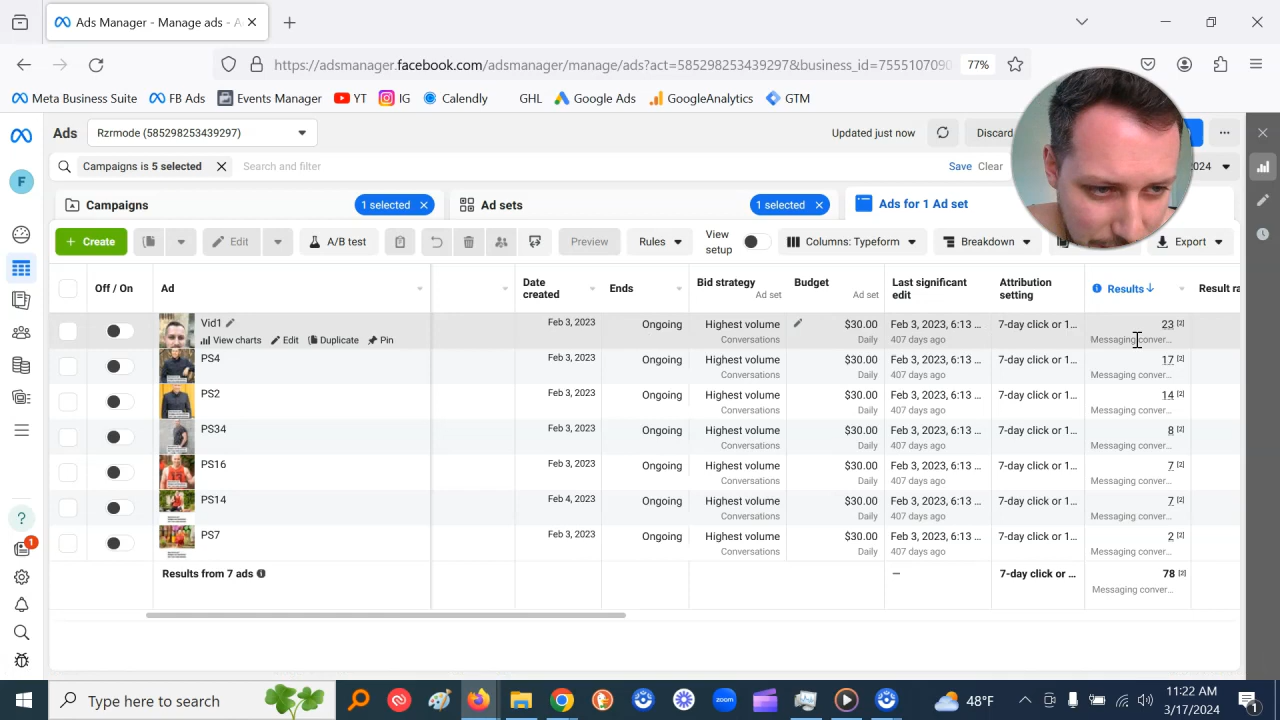 Ads Manager - Manage ads - A
https://adsmanager.facebook.com/adsmanager/manage/ads?act=585298253439297&business_id=7555107090
77%
Meta Business Suite FB Ads Events Manager YT IG Calendly GHL Google Ads GoogleAnalytics GTM
Ads Rzrmode (585298253439297) Updated just now Discard
Campaigns is 5 selected Search and filter Save Clear 2024
Campaigns 1 selected Ad sets 1 selected Ads for 1 Ad set
Create Edit A/B test Preview Rules View setup Columns: Typeform Breakdown Export
Off / On Ad Date created Ends Bid strategy Ad set Budget Ad set Last significant edit Attribution setting Results Result ra
Vid1 Feb 3, 2023 Ongoing Highest volume $30.00 Feb 3, 2023, 6:13 ... 7-day click or 1... 23 [2]
View charts Edit Duplicate Pin Conversations Daily 407 days ago Messaging conver...
PS4 Feb 3, 2023 Ongoing Highest volume $30.00 Feb 3, 2023, 6:13 ... 7-day click or 1... 17 [2]
Conversations Daily 407 days ago Messaging conver...
PS2 Feb 3, 2023 Ongoing Highest volume $30.00 Feb 3, 2023, 6:13 ... 7-day click or 1... 14 [2]
Conversations Daily 407 days ago Messaging conver...
PS34 Feb 3, 2023 Ongoing Highest volume $30.00 Feb 3, 2023, 6:13 ... 7-day click or 1... 8 [2]
Conversations Daily 407 days ago Messaging conver...
PS16 Feb 3, 2023 Ongoing Highest volume $30.00 Feb 3, 2023, 6:13 ... 7-day click or 1... 7 [2]
Conversations Daily 407 days ago Messaging conver...
PS14 Feb 4, 2023 Ongoing Highest volume $30.00 Feb 3, 2023, 6:13 ... 7-day click or 1... 7 [2]
Conversations Daily 407 days ago Messaging conver...
PS7 Feb 3, 2023 Ongoing Highest volume $30.00 Feb 3, 2023, 6:13 ... 7-day click or 1... 2 [2]
Conversations Daily 407 days ago Messaging conver...
Results from 7 ads — 7-day click or ... 78 [2]
Messaging conver...
F
1
Type here to search zoom 48°F 11:22 AM
3/17/2024 1